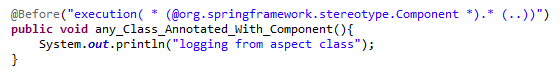 @Before("execution( * (@org.springframework.stereotype.Component *).* (..))")
public void any_Class_Annotated_With_Component(){
System.out.println("logging from aspect class");
}